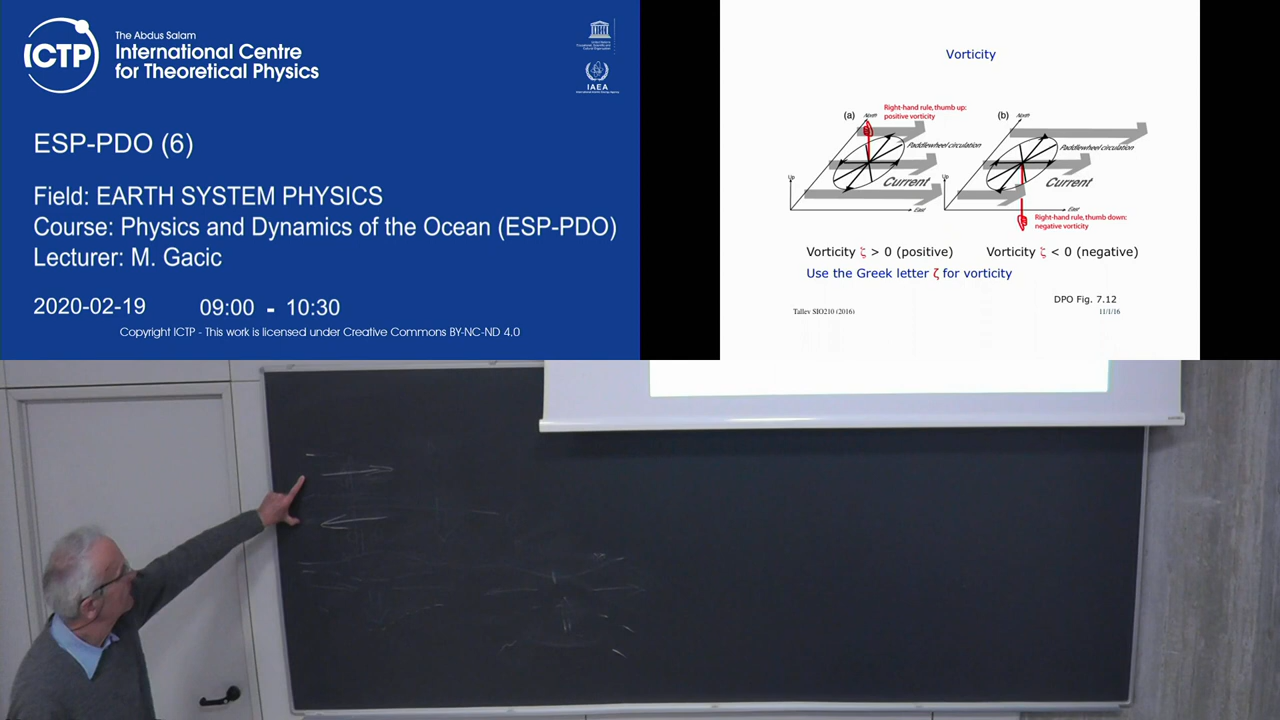 ICTP
The Abdus Salam
International Centre
for Theoretical Physics
IAEA
ESP-PDO (6)
Field: EARTH SYSTEM PHYSICS
Course: Physics and Dynamics of the Ocean (ESP-PDO)
Lecturer: M. Gacic
2020-02-19 09:00 - 10:30
Copyright ICTP - This work is licensed under Creative Commons BY-NC-ND 4.0
Vorticity
(a)
North
Right-hand rule, thumb up:
positive vorticity
Paddlewheel circulation
Current
Up
East
(b)
North
Paddlewheel circulation
Current
Up
East
Right-hand rule, thumb down:
negative vorticity
Vorticity ζ > 0 (positive) Vorticity ζ < 0 (negative)
Use the Greek letter ζ for vorticity
DPO Fig. 7.12
Talley SIO210 (2016) 11/1/16